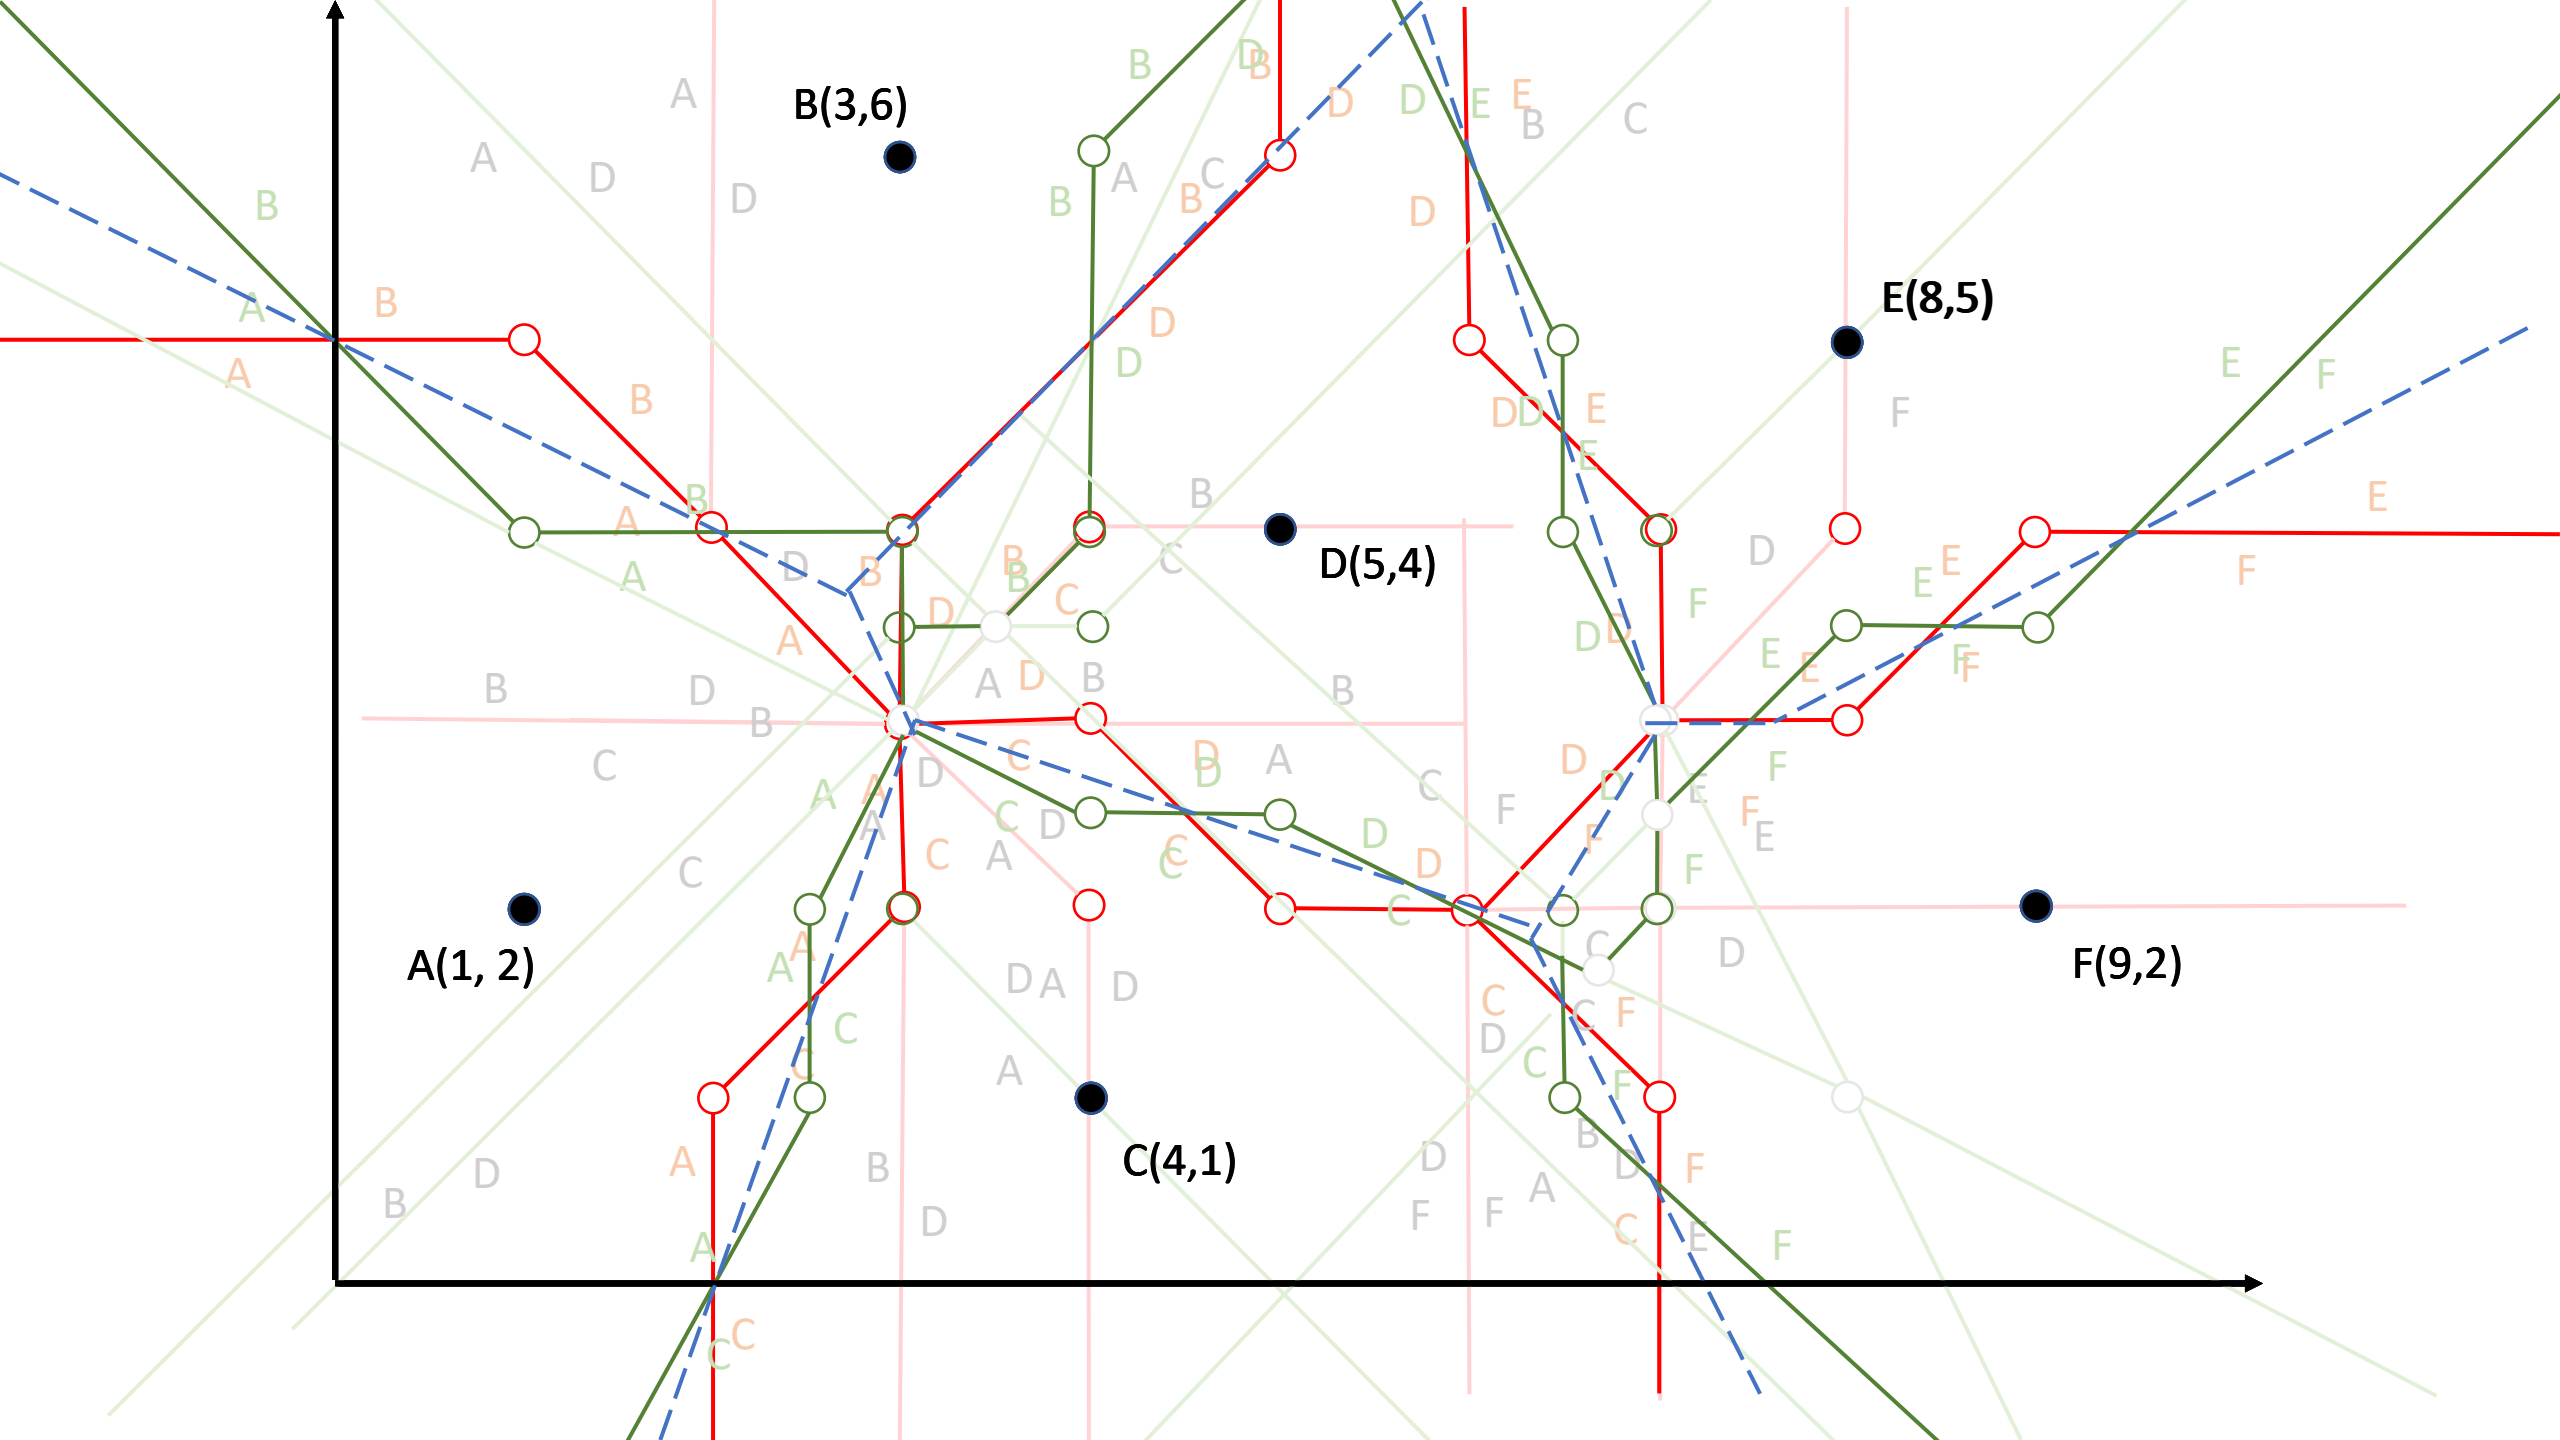 B D B
A D D E E
B(3,6) B C
A
A D A C B
B B D
E(8,5)
B A
B D
D E F
A B D D E F
B E
B B E
A
D(5,4)
D B B C D E F
A B E
D C F
A D D
B D A D B E E F F
B B
C C D D A D D F F
C C E
A A D C F F E
A C D A C D F F
C C C D
A(1, 2) A A C D F(9,2)
D A D C C F
C D
C A C F
C(4,1)
A B D D B D F
B D F F A
A C E F
C C